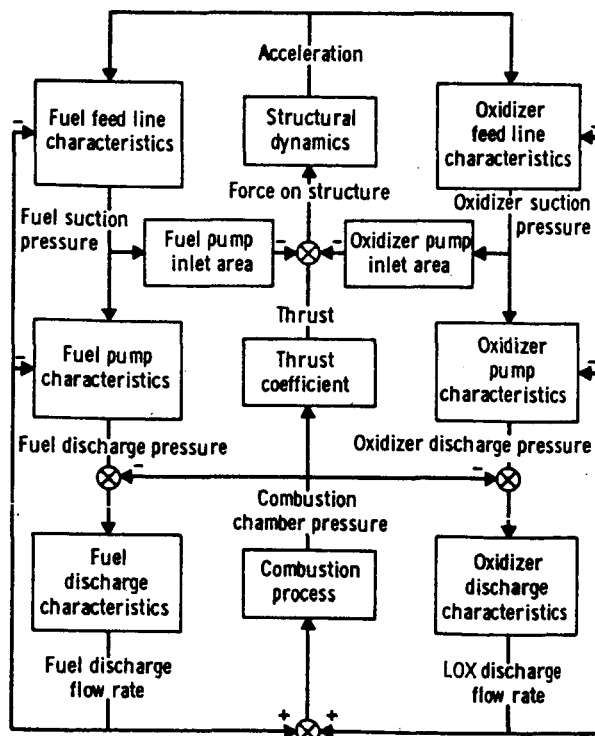 Acceleration
Fuel feed line
characteristics
Structural
dynamics
Oxidizer
feed line
characteristics
-
-
Force on structure
Fuel suction
pressure
Oxidizer suction
pressure
Fuel pump
inlet area
-
-
Oxidizer pump
inlet area
Thrust
Fuel pump
characteristics
Thrust
coefficient
Oxidizer
pump
characteristics
-
-
Fuel discharge pressure
Oxidizer discharge pressure
-
-
Combustion
chamber pressure
Fuel
discharge
characteristics
Combustion
process
Oxidizer
discharge
characteristics
Fuel discharge
flow rate
LOX discharge
flow rate
+
+